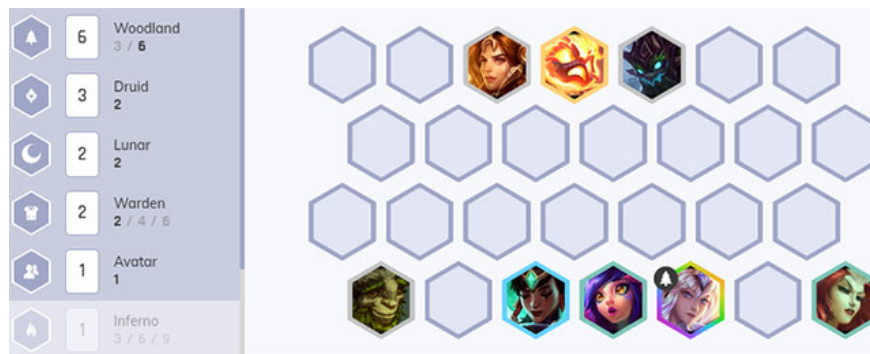 6
Woodland
3 / 6
3
Druid
2
2
Lunar
2
2
Warden
2 / 4 / 6
1
Avatar
1
1
Inferno
3 / 6 / 9